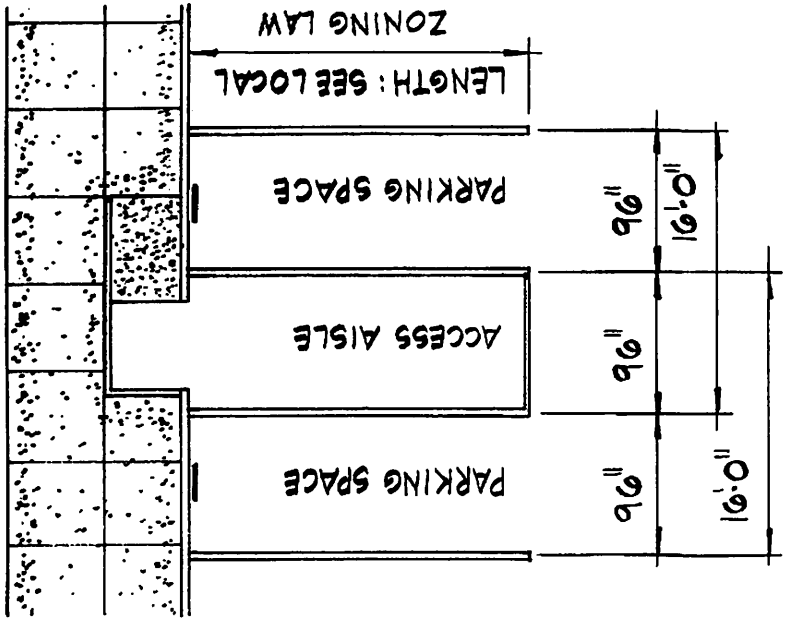 PARKING SPACE
96"
16'-0"
ACCESS AISLE
96"
PARKING SPACE
96"
16'-0"
LENGTH: SEE LOCAL
ZONING LAW